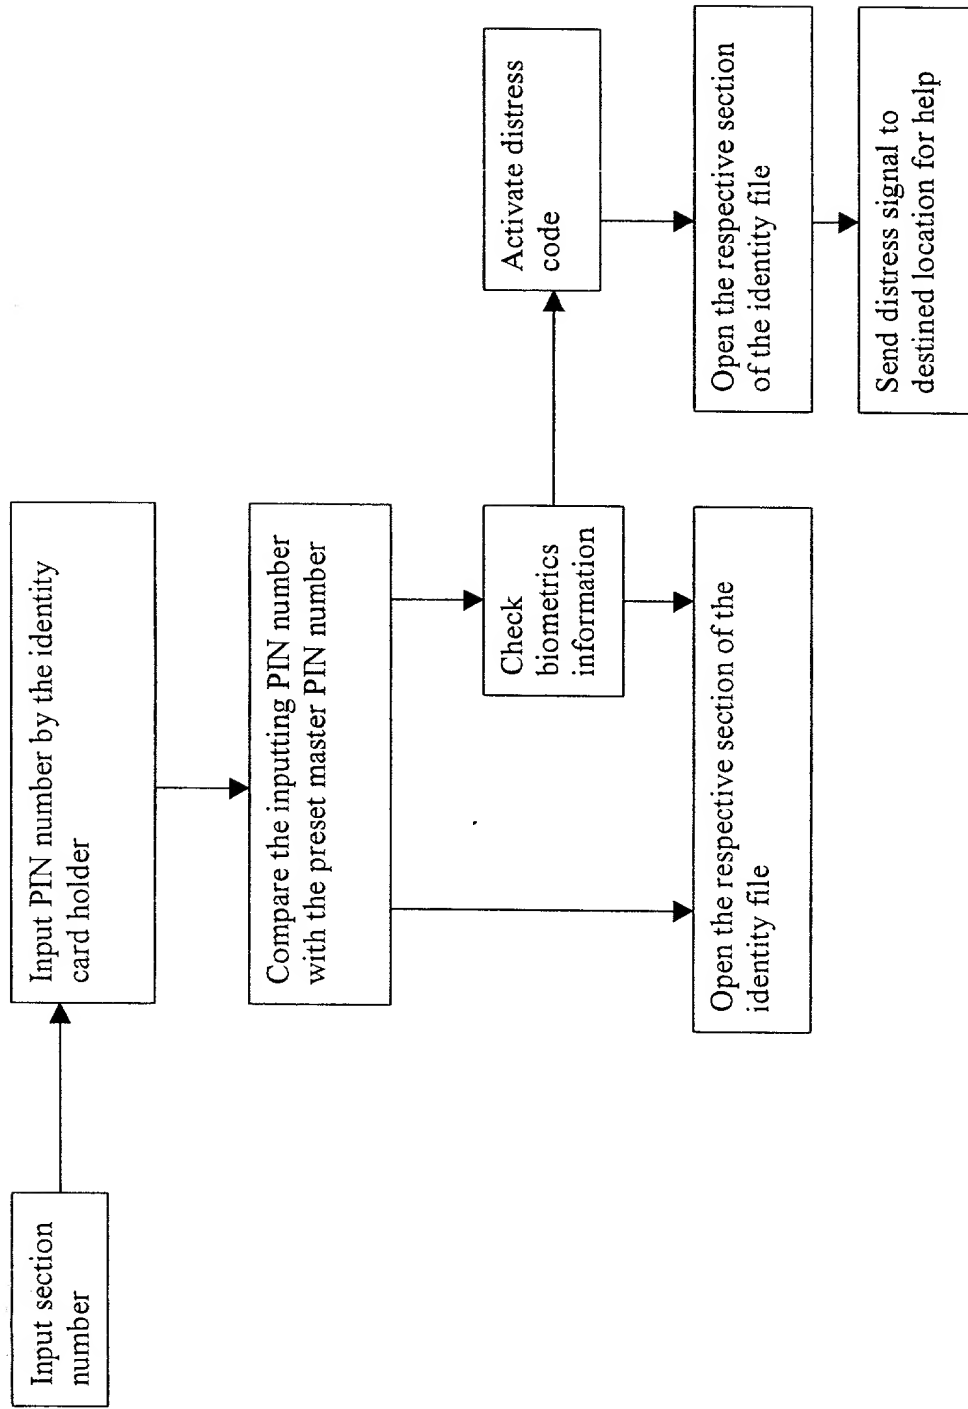 Input section
number
Input PIN number by the identity
card holder
Compare the inputting PIN number
with the preset master PIN number
Check
biometrics
information
Activate distress
code
Open the respective section of the
identity file
Open the respective section
of the identity file
Send distress signal to
destined location for help